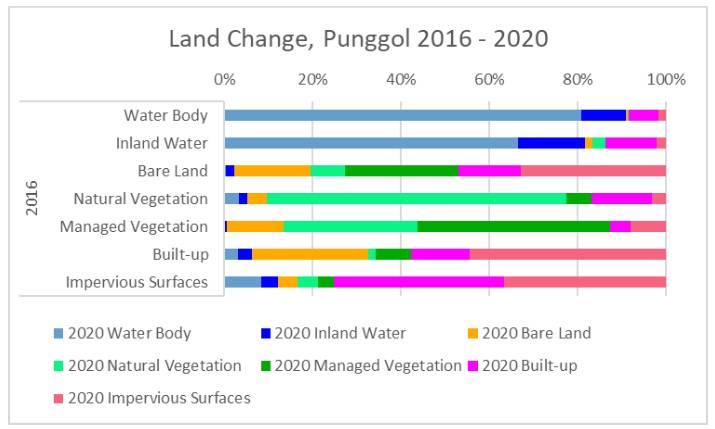 Land Change, Punggol 2016 - 2020
0% 20% 40% 60% 80% 100%
2016
Water Body
Inland Water
Bare Land
Natural Vegetation
Managed Vegetation
Built-up
Impervious Surfaces
2020 Water Body 2020 Inland Water 2020 Bare Land
2020 Natural Vegetation 2020 Managed Vegetation 2020 Built-up
2020 Impervious Surfaces